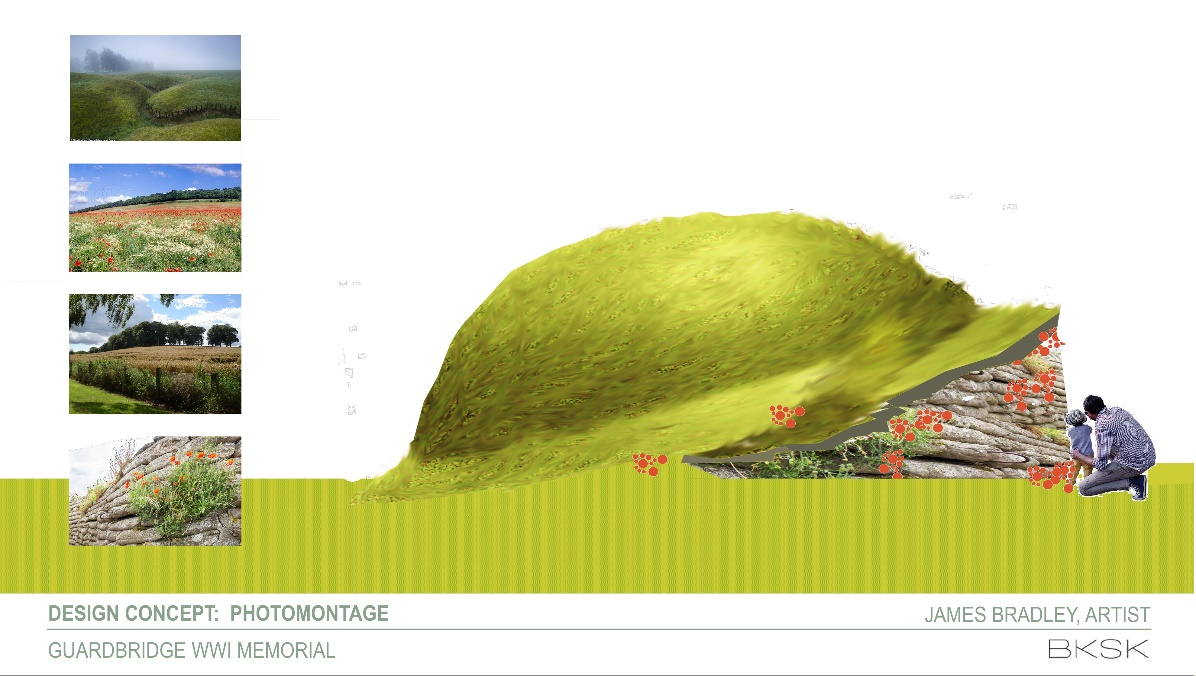 DESIGN CONCEPT: PHOTOMONTAGE
JAMES BRADLEY, ARTIST
GUARDBRIDGE WWI MEMORIAL
BKSK